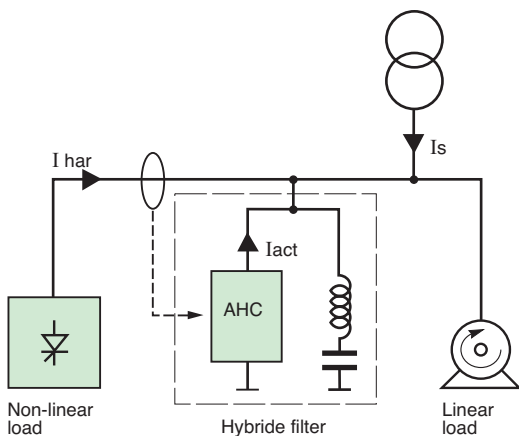 Is
I har
Iact
AHC
Non-linear
load
Hybride filter
Linear
load